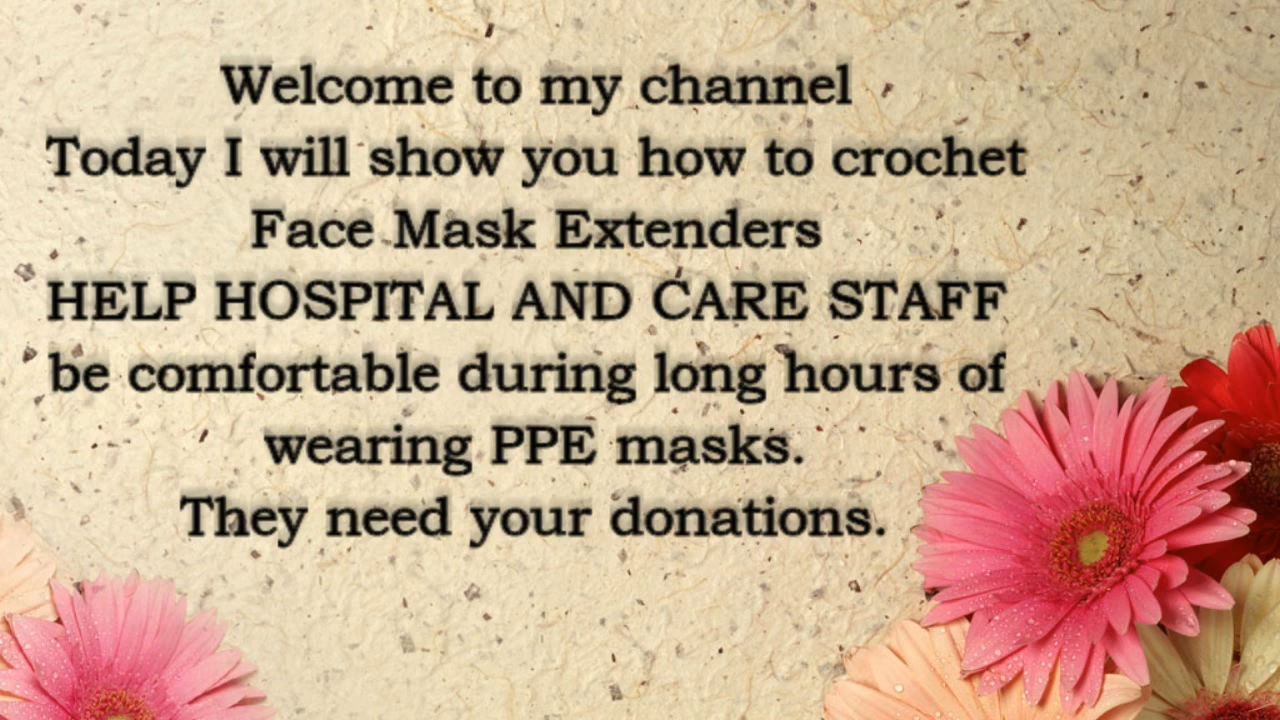 Welcome to my channel
Today I will show you how to crochet
Face Mask Extenders
HELP HOSPITAL AND CARE STAFF
be comfortable during long hours of
wearing PPE masks.
They need your donations.